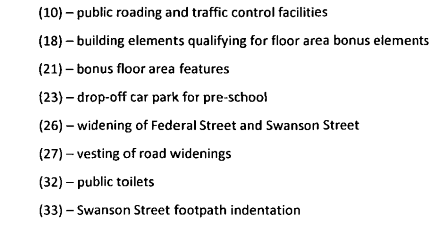 (10) – public roading and traffic control facilities
(18) – building elements qualifying for floor area bonus elements
(21) – bonus floor area features
(23) – drop-off car park for pre-school
(26) – widening of Federal Street and Swanson Street
(27) – vesting of road widenings
(32) – public toilets
(33) – Swanson Street footpath indentation